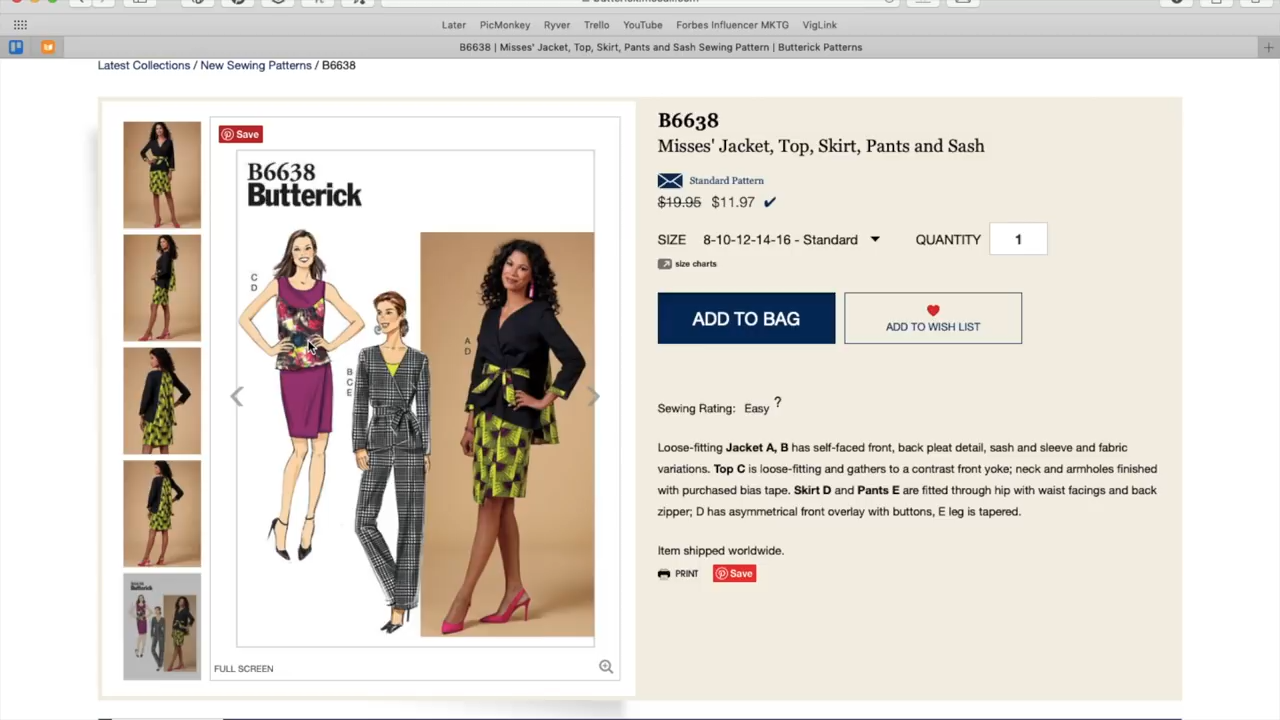 Later PicMonkey Ryver Trello YouTube Forbes Influencer MKTG VigLink
B6638 | Misses' Jacket, Top, Skirt, Pants and Sash Sewing Pattern | Butterick Patterns
Latest Collections / New Sewing Patterns / B6638
Save
B6638
Butterick
C
D
B
C
E
A
D
FULL SCREEN
B6638
Misses' Jacket, Top, Skirt, Pants and Sash
Standard Pattern
$19.95 $11.97
SIZE 8-10-12-14-16 - Standard QUANTITY 1
size charts
ADD TO BAG
ADD TO WISH LIST
Sewing Rating: Easy ?
Loose-fitting Jacket A, B has self-faced front, back pleat detail, sash and sleeve and fabric
variations. Top C is loose-fitting and gathers to a contrast front yoke; neck and armholes finished
with purchased bias tape. Skirt D and Pants E are fitted through hip with waist facings and back
zipper; D has asymmetrical front overlay with buttons, E leg is tapered.
Item shipped worldwide.
PRINT Save